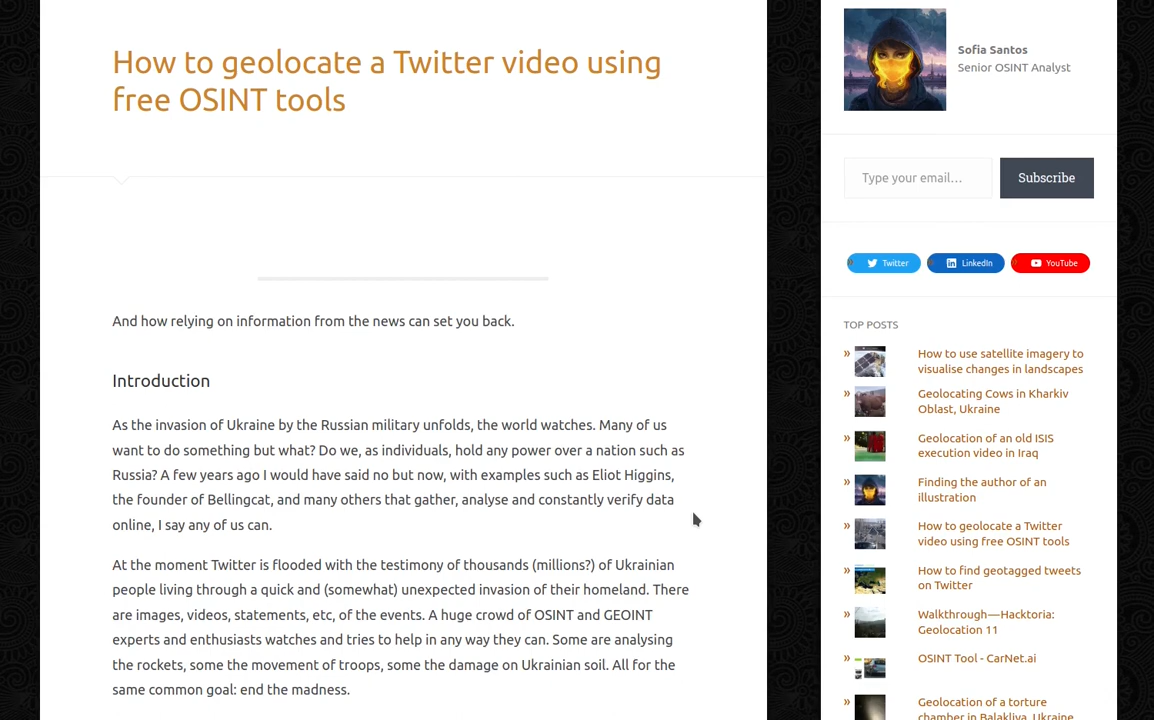 How to geolocate a Twitter video using
free OSINT tools
And how relying on information from the news can set you back.
Introduction
As the invasion of Ukraine by the Russian military unfolds, the world watches. Many of us
want to do something but what? Do we, as individuals, hold any power over a nation such as
Russia? A few years ago I would have said no but now, with examples such as Eliot Higgins,
the founder of Bellingcat, and many others that gather, analyse and constantly verify data
online, I say any of us can.
At the moment Twitter is flooded with the testimony of thousands (millions?) of Ukrainian
people living through a quick and (somewhat) unexpected invasion of their homeland. There
are images, videos, statements, etc, of the events. A huge crowd of OSINT and GEOINT
experts and enthusiasts watches and tries to help in any way they can. Some are analysing
the rockets, some the movement of troops, some the damage on Ukrainian soil. All for the
same common goal: end the madness.
Sofia Santos
Senior OSINT Analyst
Type your email…
Subscribe
» Twitter » LinkedIn » YouTube
TOP POSTS
» How to use satellite imagery to
visualise changes in landscapes
» Geolocating Cows in Kharkiv
Oblast, Ukraine
» Geolocation of an old ISIS
execution video in Iraq
» Finding the author of an
illustration
» How to geolocate a Twitter
video using free OSINT tools
» How to find geotagged tweets
on Twitter
» Walkthrough — Hacktoria:
Geolocation 11
» OSINT Tool - CarNet.ai
» Geolocation of a torture
chamber in Balakliya, Ukraine